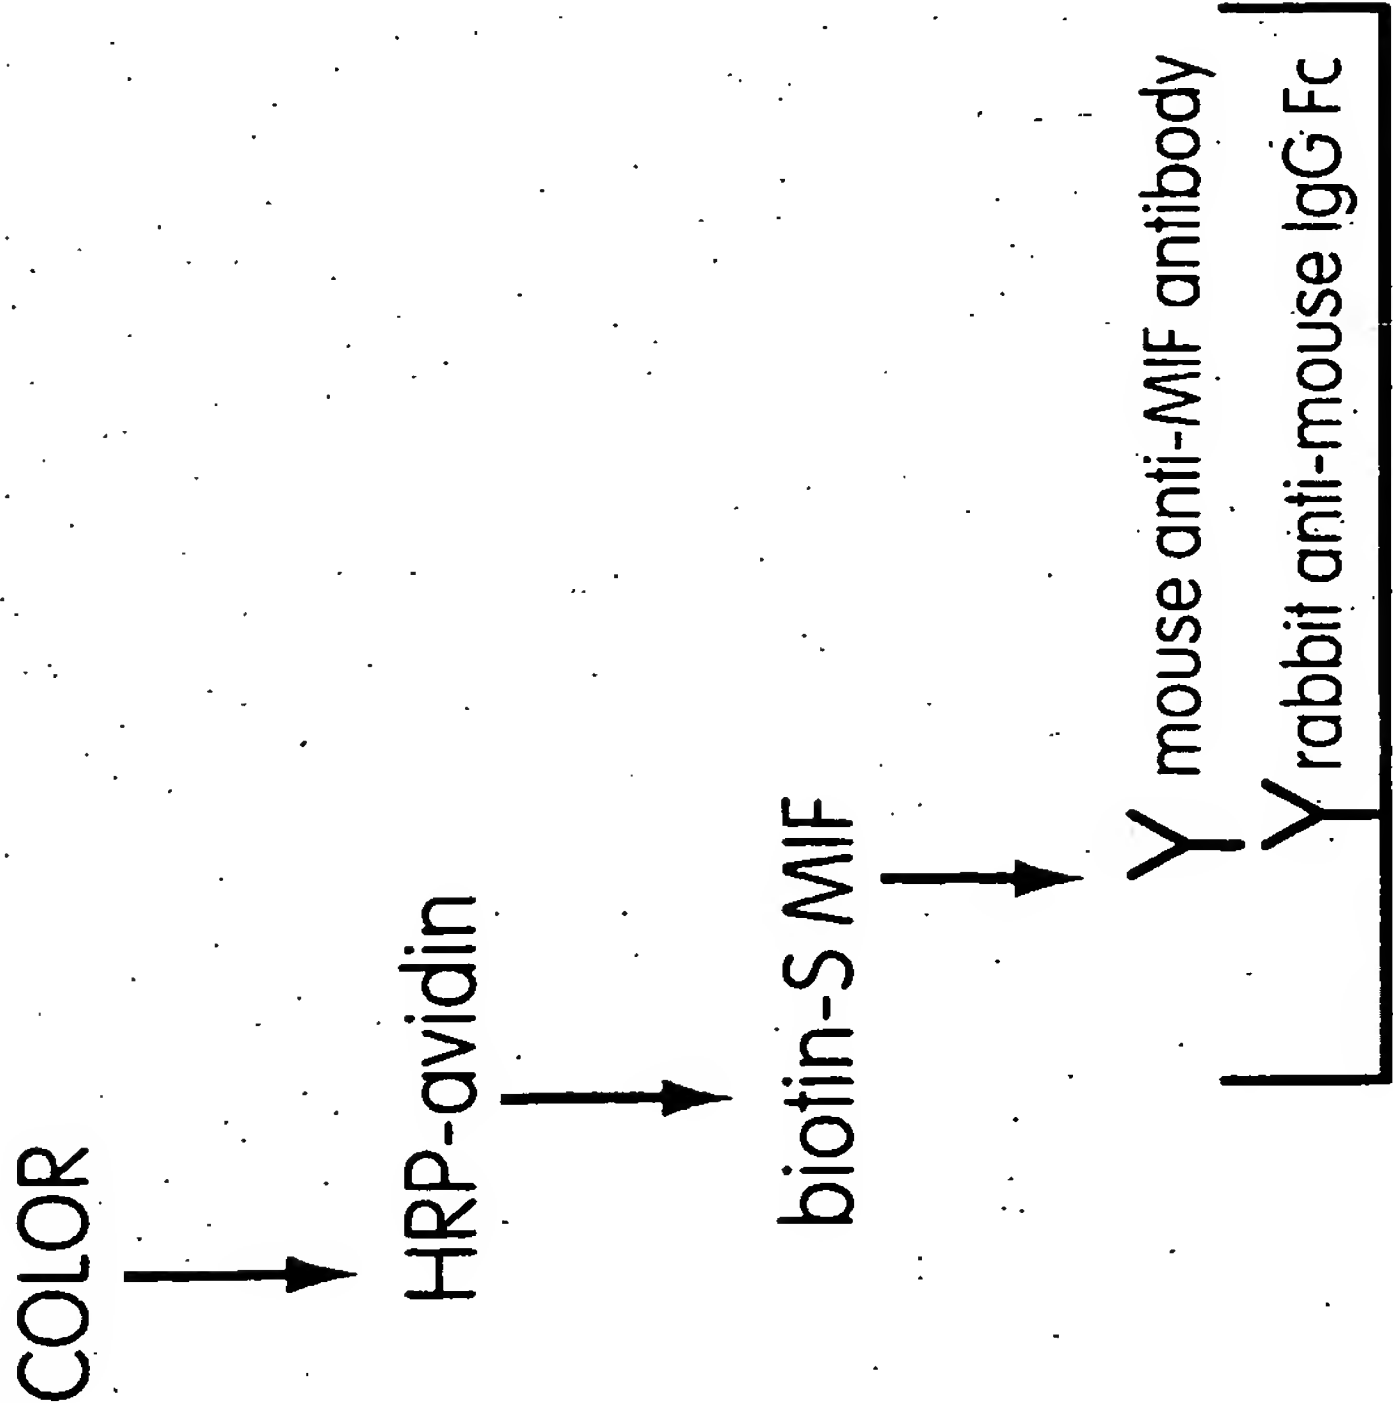 COLOR
HRP-avidin
biotin-S MIF
mouse anti-MIF antibody
rabbit anti-mouse IgG Fc